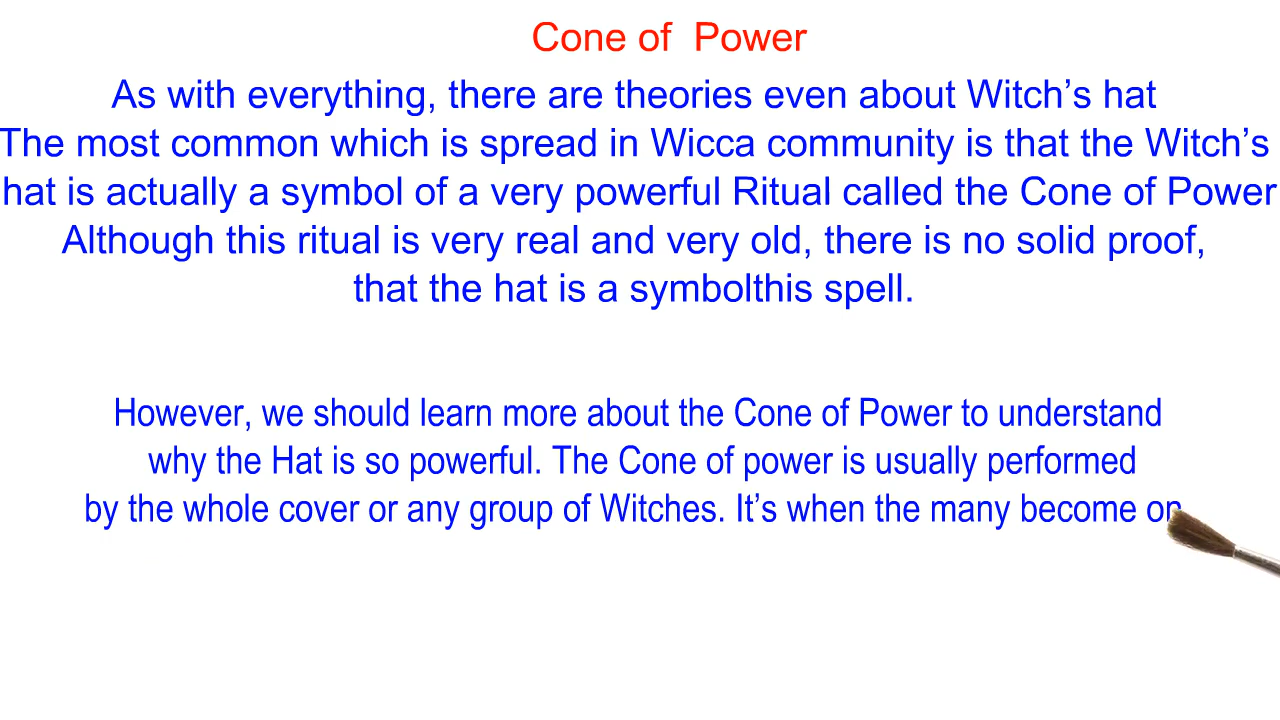 Cone of  Power
As with everything, there are theories even about Witch’s hat
The most common which is spread in Wicca community is that the Witch’s
hat is actually a symbol of a very powerful Ritual called the Cone of Power
Although this ritual is very real and very old, there is no solid proof,
that the hat is a symbolthis spell.
However, we should learn more about the Cone of Power to understand
why the Hat is so powerful. The Cone of power is usually performed
by the whole cover or any group of Witches. It’s when the many become on